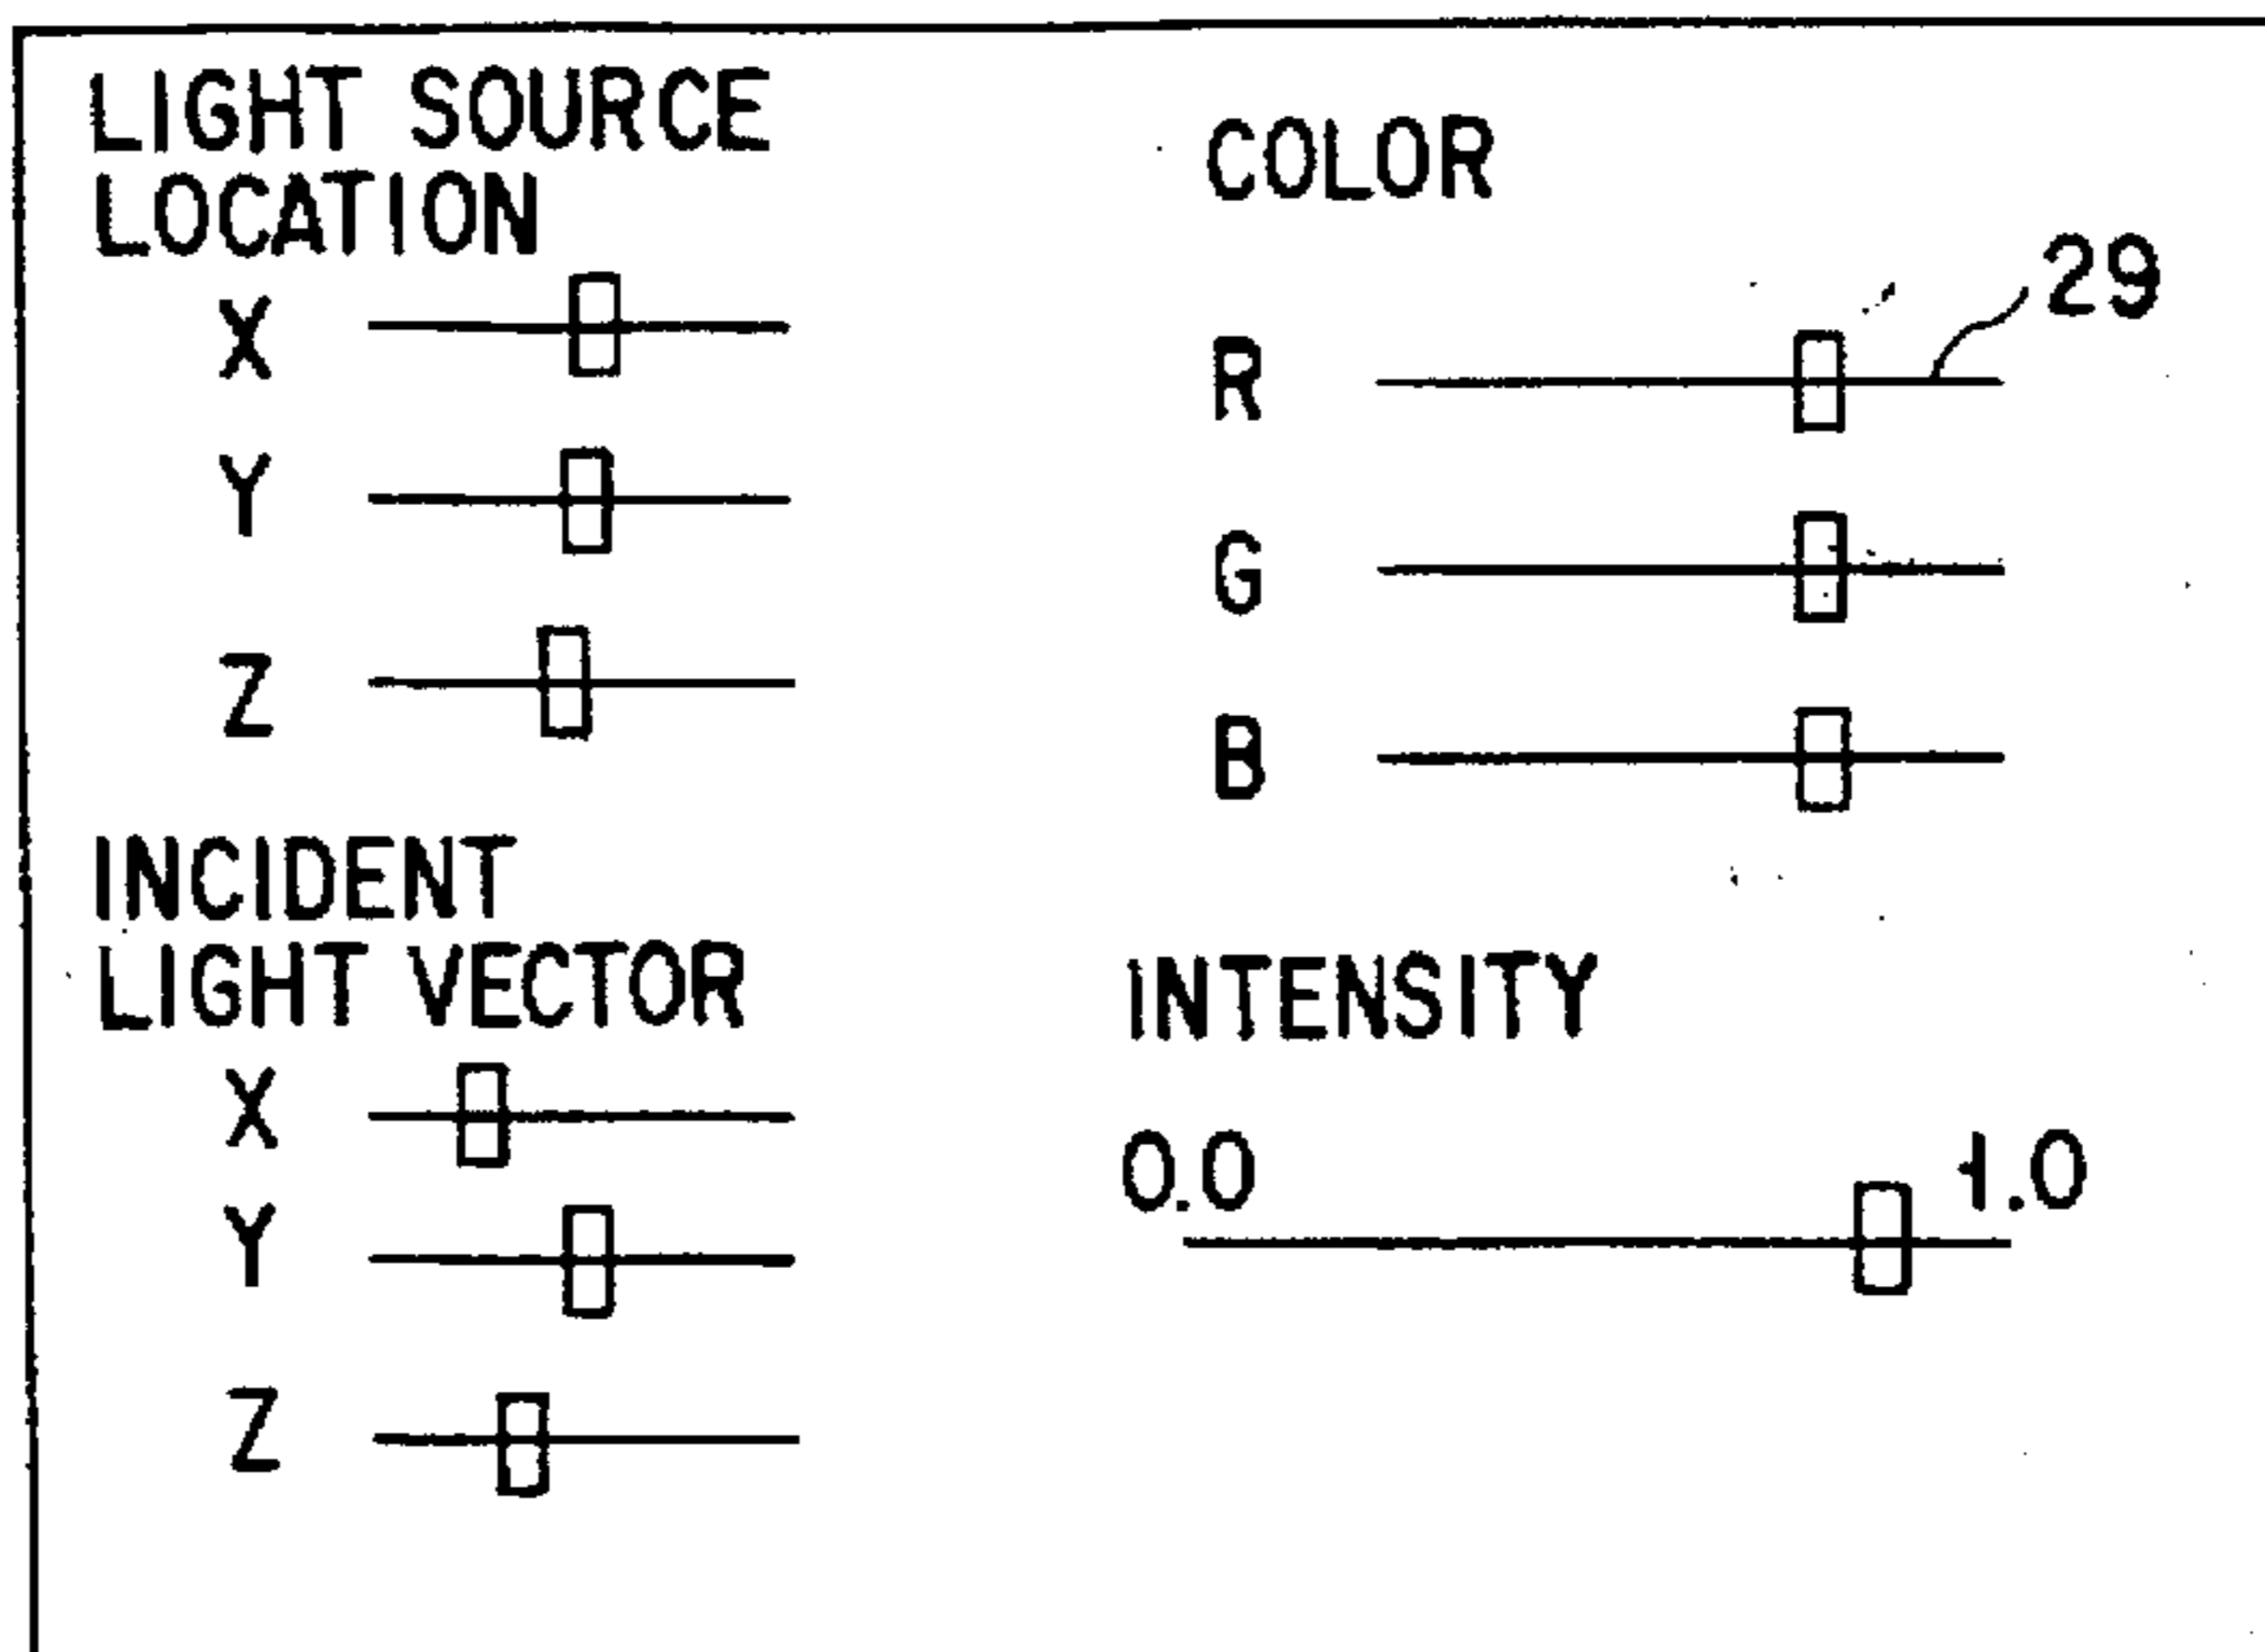 LIGHT SOURCE
LOCATION
X
Y
Z
INCIDENT
LIGHT VECTOR
X
Y
Z
COLOR
29
R
G
B
INTENSITY
0.0 1.0